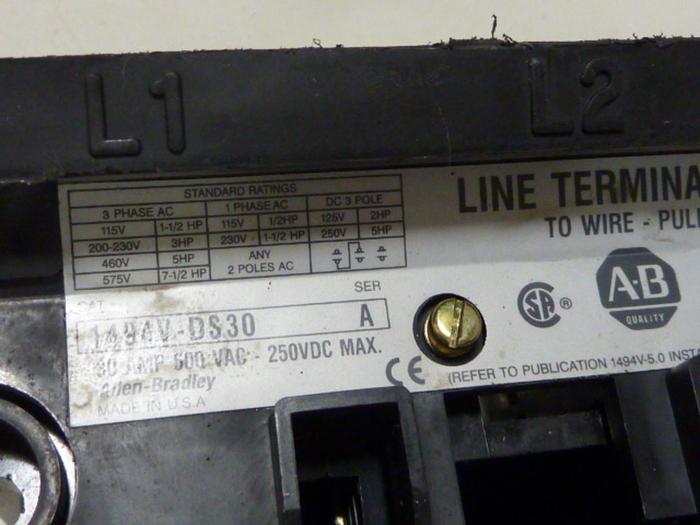 L1 L2
STANDARD RATINGS
3 PHASE AC 1 PHASE AC DC 3 POLE
115V 1-1/2 HP 115V 1/2HP 125V 2HP
200-230V 3HP 230V 1-1/2 HP 250V 5HP
460V 5HP ANY
575V 7-1/2 HP 2 POLES AC
LINE TERMINA
TO WIRE - PULL
CAT. SER
1494V-DS30 A
30 AMP 600 VAC - 250VDC MAX.
Allen-Bradley
MADE IN U.S.A
CE
CSA ®
A-B
QUALITY
(REFER TO PUBLICATION 1494V-5.0 INSTA